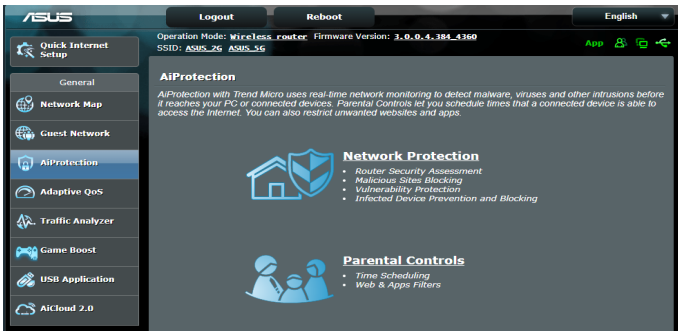 ASUS
Logout
Reboot
English
Quick Internet
Setup
Operation Mode: Wireless router Firmware Version: 3.0.0.4.384_4360
SSID: ASUS_2G ASUS_5G
App
General
Network Map
Guest Network
AiProtection
Adaptive QoS
Traffic Analyzer
Game Boost
USB Application
AiCloud 2.0
AiProtection
AiProtection with Trend Micro uses real-time network monitoring to detect malware, viruses and other intrusions before
it reaches your PC or connected devices. Parental Controls let you schedule times that a connected device is able to
access the Internet. You can also restrict unwanted websites and apps.
Network Protection
• Router Security Assessment
• Malicious Sites Blocking
• Vulnerability Protection
• Infected Device Prevention and Blocking
Parental Controls
• Time Scheduling
• Web & Apps Filters